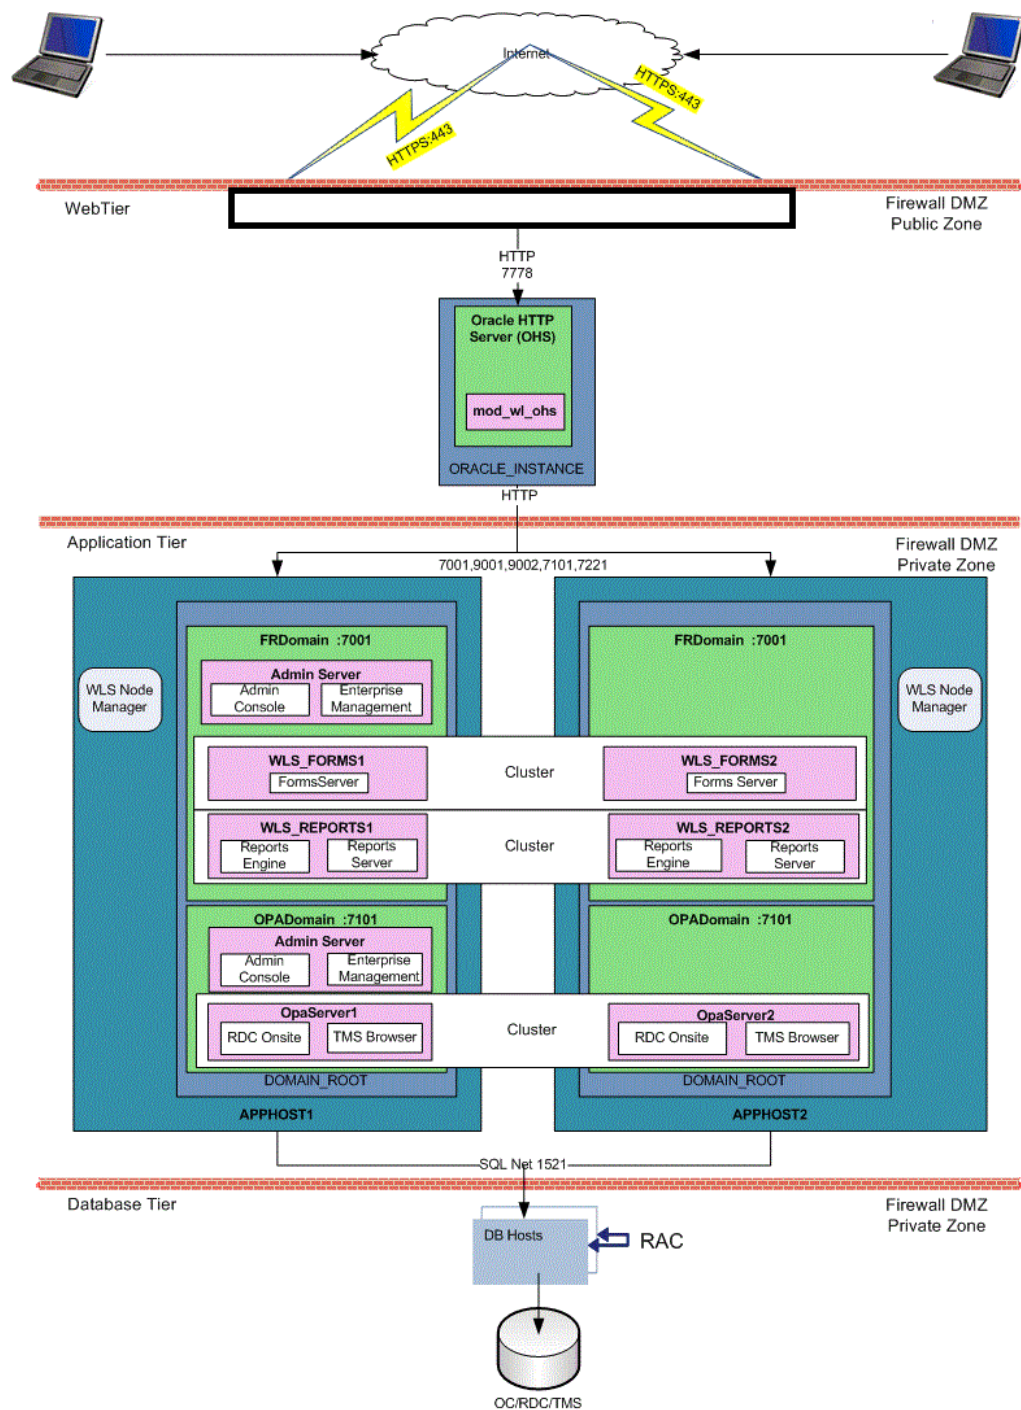 Internet
HTTPS:443
HTTPS:443
WebTier
Firewall DMZ
Public Zone
HTTP
7778
Oracle HTTP
Server (OHS)
mod_wl_ohs
ORACLE_INSTANCE
HTTP
Application Tier
Firewall DMZ
Private Zone
7001,9001,9002,7101,7221
FRDomain :7001
FRDomain :7001
Admin Server
Admin
Console
Enterprise
Management
WLS Node
Manager
WLS Node
Manager
WLS_FORMS1
FormsServer
Cluster
WLS_FORMS2
Forms Server
WLS_REPORTS1
Reports
Engine
Reports
Server
Cluster
WLS_REPORTS2
Reports
Engine
Reports
Server
OPADomain :7101
OPADomain :7101
Admin Server
Admin
Console
Enterprise
Management
OpaServer1
RDC Onsite
TMS Browser
Cluster
OpaServer2
RDC Onsite
TMS Browser
DOMAIN_ROOT
DOMAIN_ROOT
APPHOST1
APPHOST2
SQL Net 1521
Database Tier
Firewall DMZ
Private Zone
DB Hosts
RAC
OC/RDC/TMS